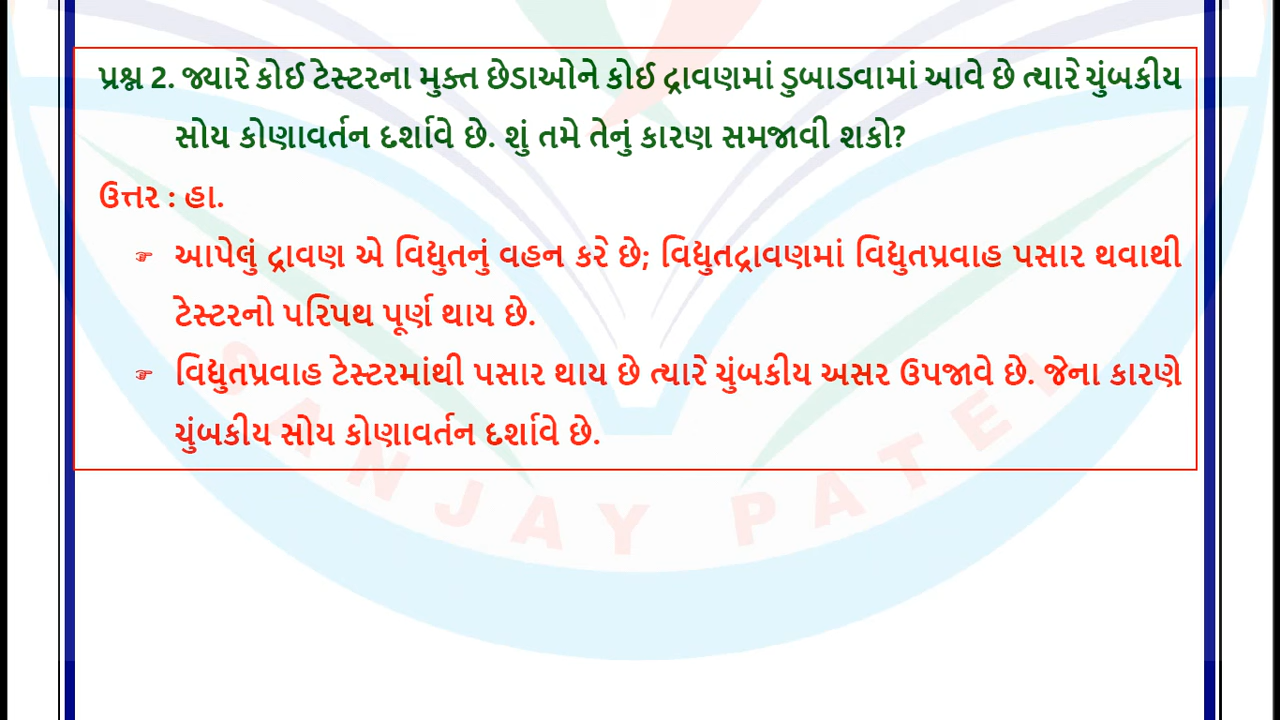 પ્રશ્ન 2. જ્યારે કોઈ ટેસ્ટરના મુક્ત છેડાઓને કોઈ દ્રાવણમાં ડુબાડવામાં આવે છે ત્યારે ચુંબકીય
સોય કોણાવર્તન દર્શાવે છે. શું તમે તેનું કારણ સમજાવી શકો?
ઉત્તર : હા.
☞ આપેલું દ્રાવણ એ વિદ્યુતનું વહન કરે છે; વિદ્યુતદ્રાવણમાં વિદ્યુતપ્રવાહ પસાર થવાથી
ટેસ્ટરનો પરિપથ પૂર્ણ થાય છે.
☞ વિદ્યુતપ્રવાહ ટેસ્ટરમાંથી પસાર થાય છે ત્યારે ચુંબકીય અસર ઉપજાવે છે. જેના કારણે
ચુંબકીય સોય કોણાવર્તન દર્શાવે છે.
SANJAY PATEL